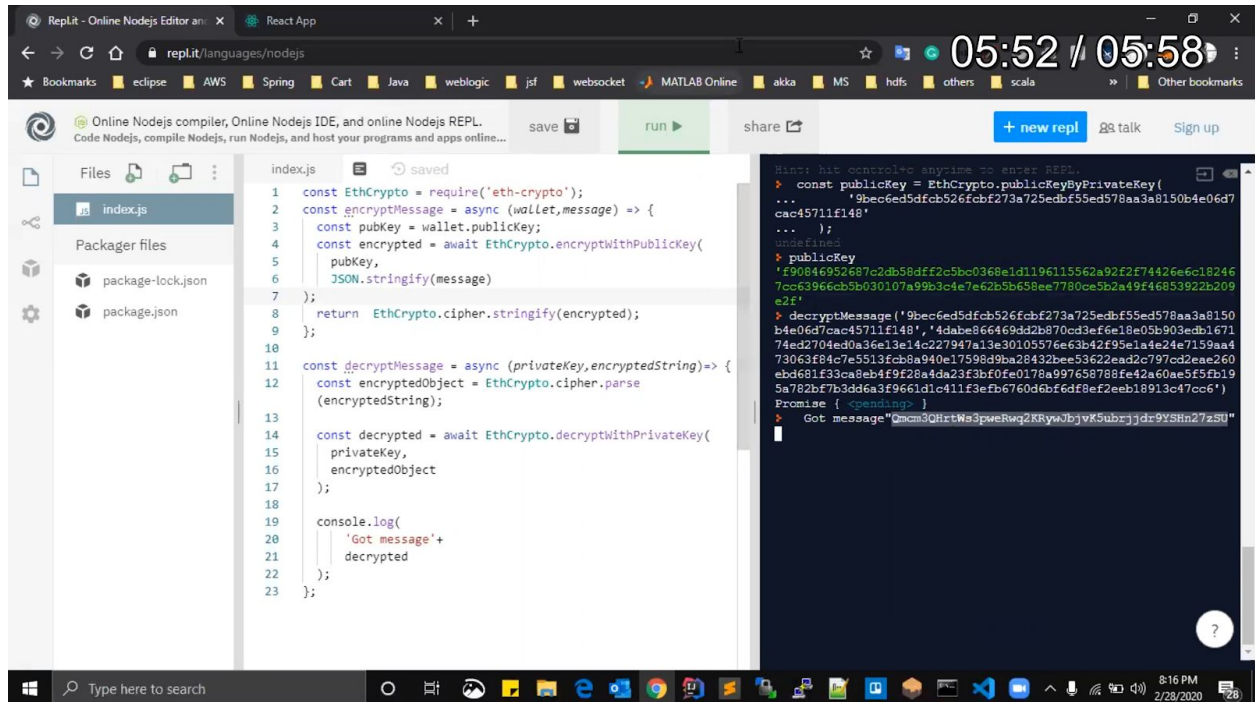 Repl.it - Online Nodejs Editor an
React App
repl.it/languages/nodejs
05:52 / 05:58
Bookmarks eclipse AWS Spring Cart Java weblogic jsf websocket MATLAB Online akka MS hdfs others scala » Other bookmarks
Online Nodejs compiler, Online Nodejs IDE, and online Nodejs REPL.
Code Nodejs, compile Nodejs, run Nodejs, and host your programs and apps online...
save
run
share
+ new repl
talk
Sign up
Files
index.js
Packager files
package-lock.json
package.json
index.js
saved
1 const EthCrypto = require('eth-crypto');
2 const encryptMessage = async (wallet,message) => {
3 const pubKey = wallet.publicKey;
4 const encrypted = await EthCrypto.encryptWithPublicKey(
5 pubKey,
6 JSON.stringify(message)
7 );
8 return EthCrypto.cipher.stringify(encrypted);
9 };
10
11 const decryptMessage = async (privateKey,encryptedString)=> {
12 const encryptedObject = EthCrypto.cipher.parse
(encryptedString);
13
14 const decrypted = await EthCrypto.decryptWithPrivateKey(
15 privateKey,
16 encryptedObject
17 );
18
19 console.log(
20 'Got message'+
21 decrypted
22 );
23 };
Hint: hit control+c anytime to enter REPL.
> const publicKey = EthCrypto.publicKeyByPrivateKey(
... '9bec6ed5dfcb526fcbf273a725edbf55ed578aa3a8150b4e06d7
cac45711f148'
... );
undefined
> publicKey
'f90846952687c2db58dff2c5bc0368e1d1196115562a92f2f74426e6c18246
7cc63966cb5b030107a99b3c4e7e62b5b658ee7780ce5b2a49f46853922b209
e2f'
> decryptMessage('9bec6ed5dfcb526fcbf273a725edbf55ed578aa3a8150
b4e06d7cac45711f148','4dabe866469dd2b870cd3ef6e18e05b903edb1671
74ed2704ed0a36e13e14c227947a13e30105576e63b42f95e1a4e24e7159aa4
73063f84c7e5513fcb8a940e17598d9ba28432bee53622ead2c797cd2eae260
ebd681f33ca8eb4f9f28a4da23f3bf0fe0178a997658788fe42a60ae5f5fb19
5a782bf7b3dd6a3f9661d1c411f3efb6760d6bf6df8ef2eeb18913c47cc6')
Promise { <pending> }
> Got message"Qmcm3QHrtWs3pweRwq2KRywJbjvK5ubrjjdr9YSHn27zSU"
?
Type here to search
8:16 PM
2/28/2020
28